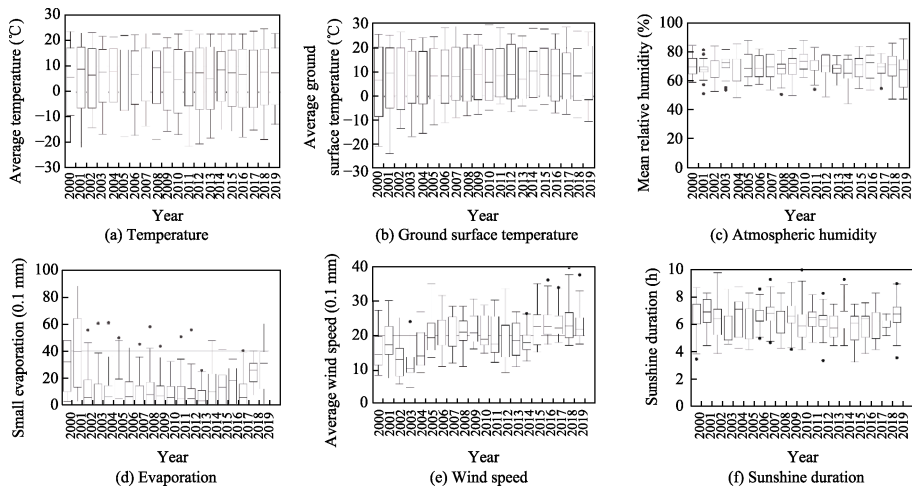 30
20
10
0
−10
−20
−30
Average temperature (℃)
2000 2001 2002 2003 2004 2005 2006 2007 2008 2009 2010 2011 2012 2013 2014 2015 2016 2017 2018 2019
Year
(a) Temperature
30
20
10
0
−10
−20
−30
Average ground
surface temperature (℃)
2000 2001 2002 2003 2004 2005 2006 2007 2008 2009 2010 2011 2012 2013 2014 2015 2016 2017 2018 2019
Year
(b) Ground surface temperature
100
80
60
40
20
0
Mean relative humidity (%)
2000 2001 2002 2003 2004 2005 2006 2007 2008 2009 2010 2011 2012 2013 2014 2015 2016 2017 2018 2019
Year
(c) Atmospheric humidity
100
80
60
40
20
0
Small evaporation (0.1 mm)
2000 2001 2002 2003 2004 2005 2006 2007 2008 2009 2010 2011 2012 2013 2014 2015 2016 2017 2018 2019
Year
(d) Evaporation
40
30
20
10
0
Average wind speed (0.1 mm)
2000 2001 2002 2003 2004 2005 2006 2007 2008 2009 2010 2011 2012 2013 2014 2015 2016 2017 2018 2019
Year
(e) Wind speed
10
8
6
4
2
0
Sunshine duration (h)
2000 2001 2002 2003 2004 2005 2006 2007 2008 2009 2010 2011 2012 2013 2014 2015 2016 2017 2018 2019
Year
(f) Sunshine duration